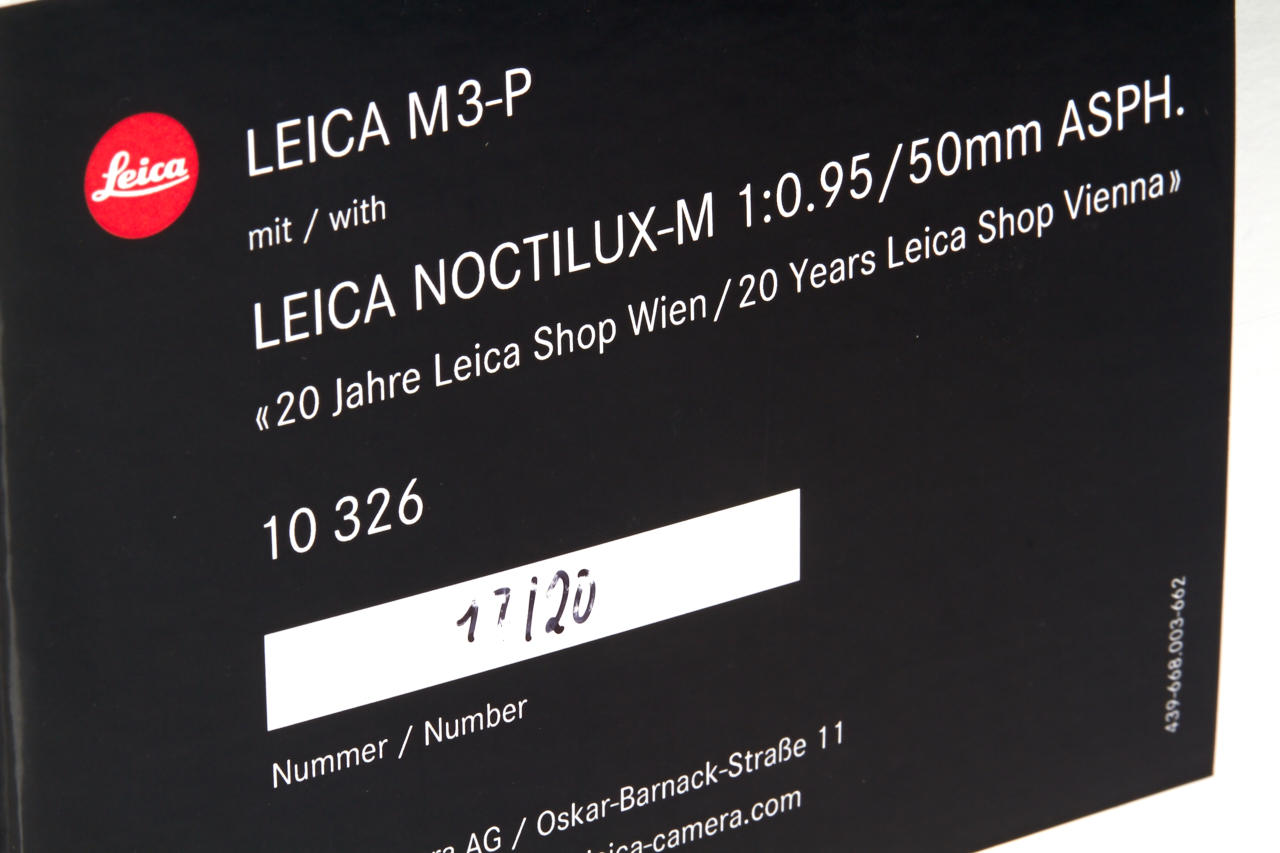 Leica
LEICA M3-P
mit / with
LEICA NOCTILUX-M 1:0.95/50mm ASPH.
«20 Jahre Leica Shop Wien/20 Years Leica Shop Vienna»
10 326
17/20
Nummer / Number
AG / Oskar-Barnack-Straße 11
439-668.003-662